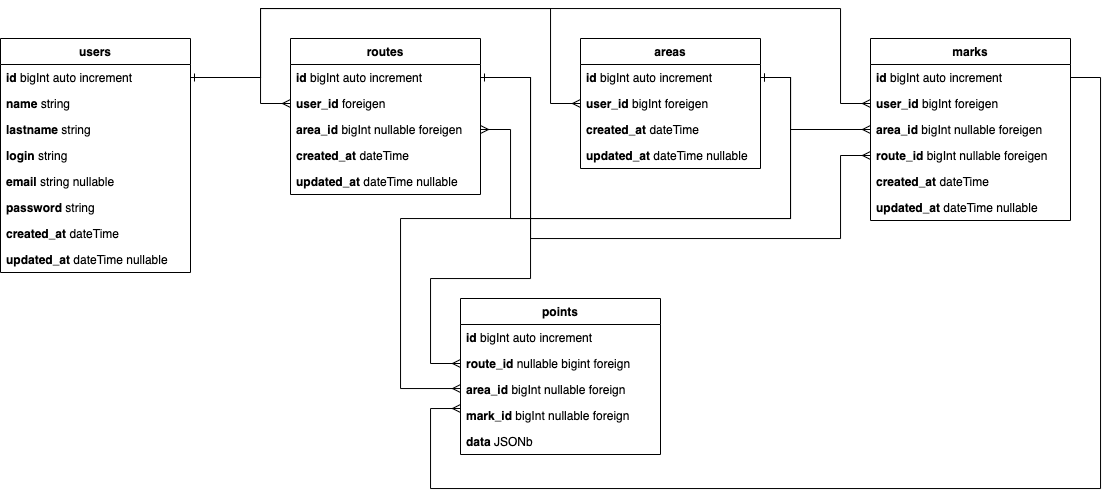 users
id bigInt auto increment
name string
lastname string
login string
email string nullable
password string
created_at dateTime
updated_at dateTime nullable
routes
id bigInt auto increment
user_id foreigen
area_id bigInt nullable foreigen
created_at dateTime
updated_at dateTime nullable
areas
id bigInt auto increment
user_id bigInt foreigen
created_at dateTime
updated_at dateTime nullable
marks
id bigInt auto increment
user_id bigInt foreigen
area_id bigInt nullable foreigen
route_id bigInt nullable foreigen
created_at dateTime
updated_at dateTime nullable
points
id bigInt auto increment
route_id nullable bigint foreign
area_id bigInt nullable foreign
mark_id bigInt nullable foreign
data JSONb